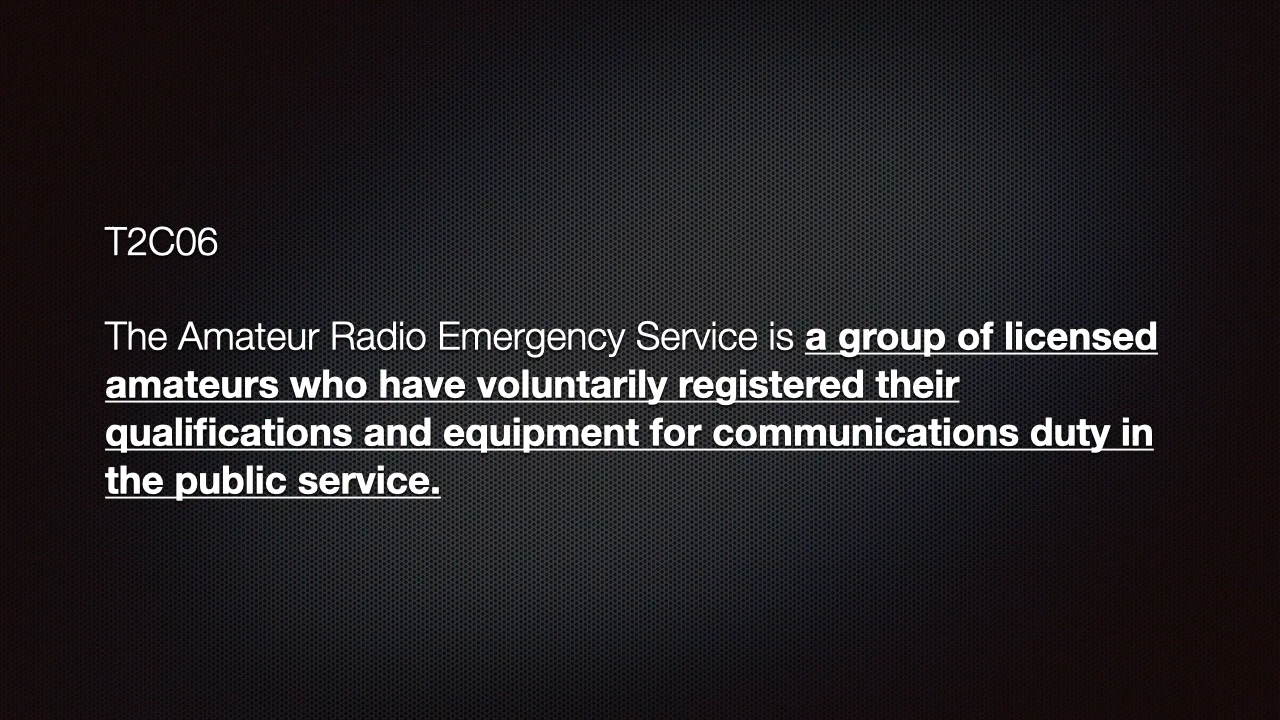 T2C06
The Amateur Radio Emergency Service is a group of licensed
amateurs who have voluntarily registered their
qualifications and equipment for communications duty in
the public service.